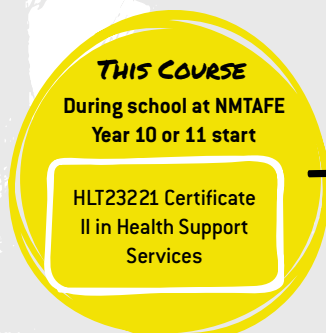 THIS COURSE
During school at NMTAFE
Year 10 or 11 start
HLT23221 Certificate
II in Health Support
Services